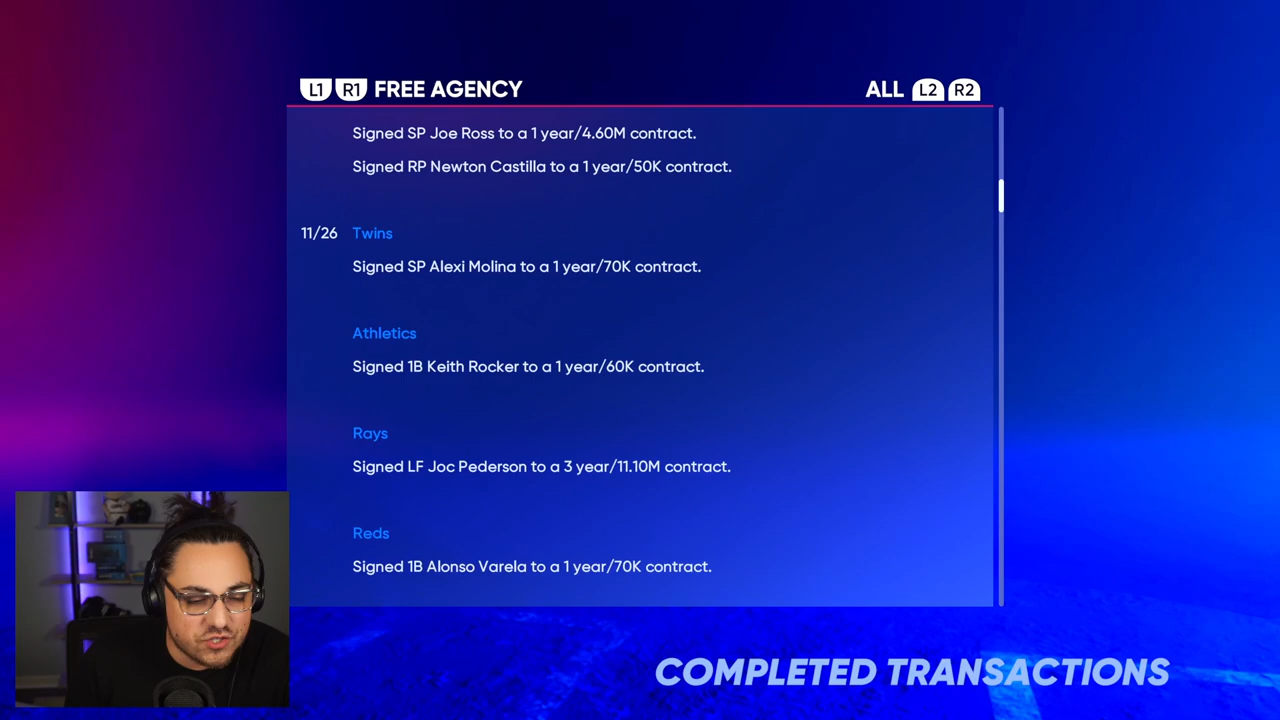 L1 R1 FREE AGENCY ALL L2 R2
Signed SP Joe Ross to a 1 year/4.60M contract.
Signed RP Newton Castilla to a 1 year/50K contract.
11/26 Twins
Signed SP Alexi Molina to a 1 year/70K contract.
Athletics
Signed 1B Keith Rocker to a 1 year/60K contract.
Rays
Signed LF Joc Pederson to a 3 year/11.10M contract.
Reds
Signed 1B Alonso Varela to a 1 year/70K contract.
COMPLETED TRANSACTIONS